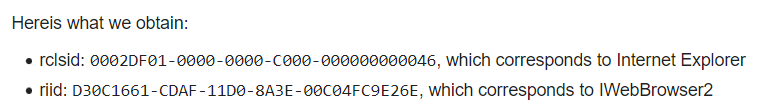 Hereis what we obtain:
• rclsid: 0002DF01-0000-0000-C000-000000000046, which corresponds to Internet Explorer
• riid: D30C1661-CDAF-11D0-8A3E-00C04FC9E26E, which corresponds to IWebBrowser2